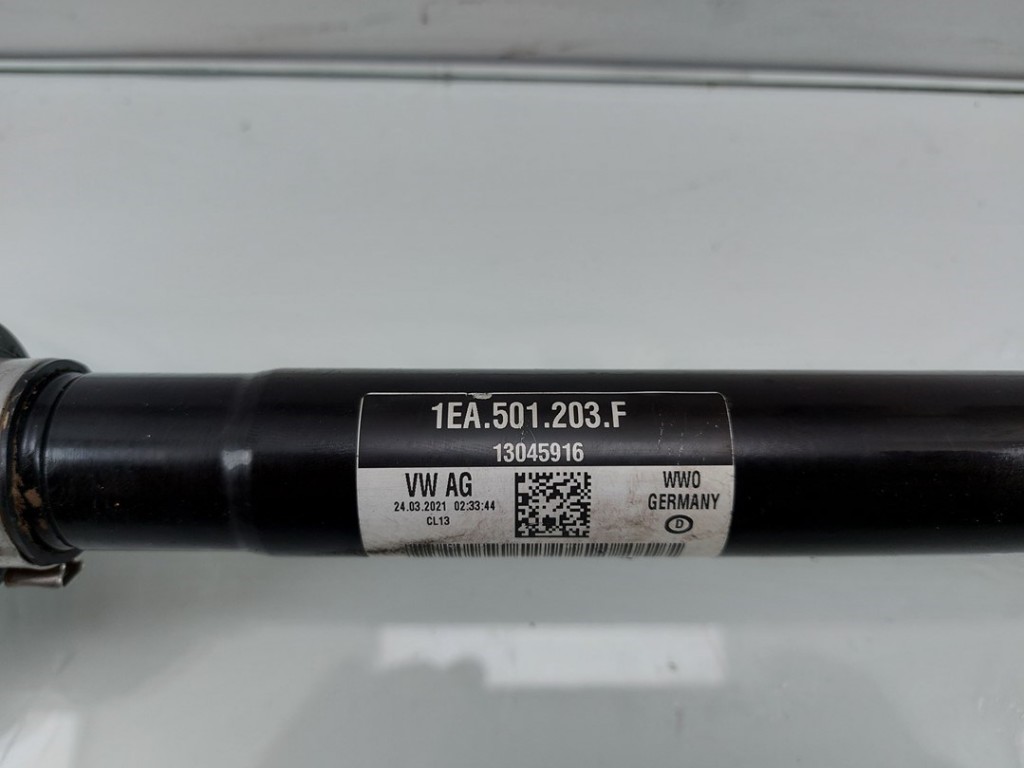 1EA.501.203.F
13045916
VW AG
24.03.2021 02:33:44
CL13
WWO
GERMANY
D